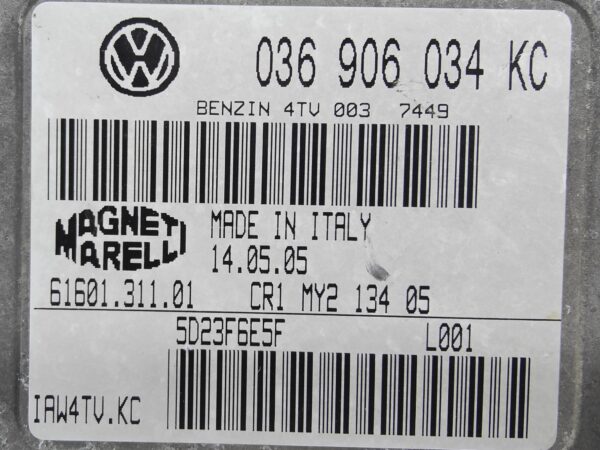 036 906 034 KC
BENZIN 4TV 003 7449
MAGNETI
MARELLI
MADE IN ITALY
14.05.05
61601.311.01 CR1 MY2 134 05
5D23F6E5F L001
IAW4TV.KC